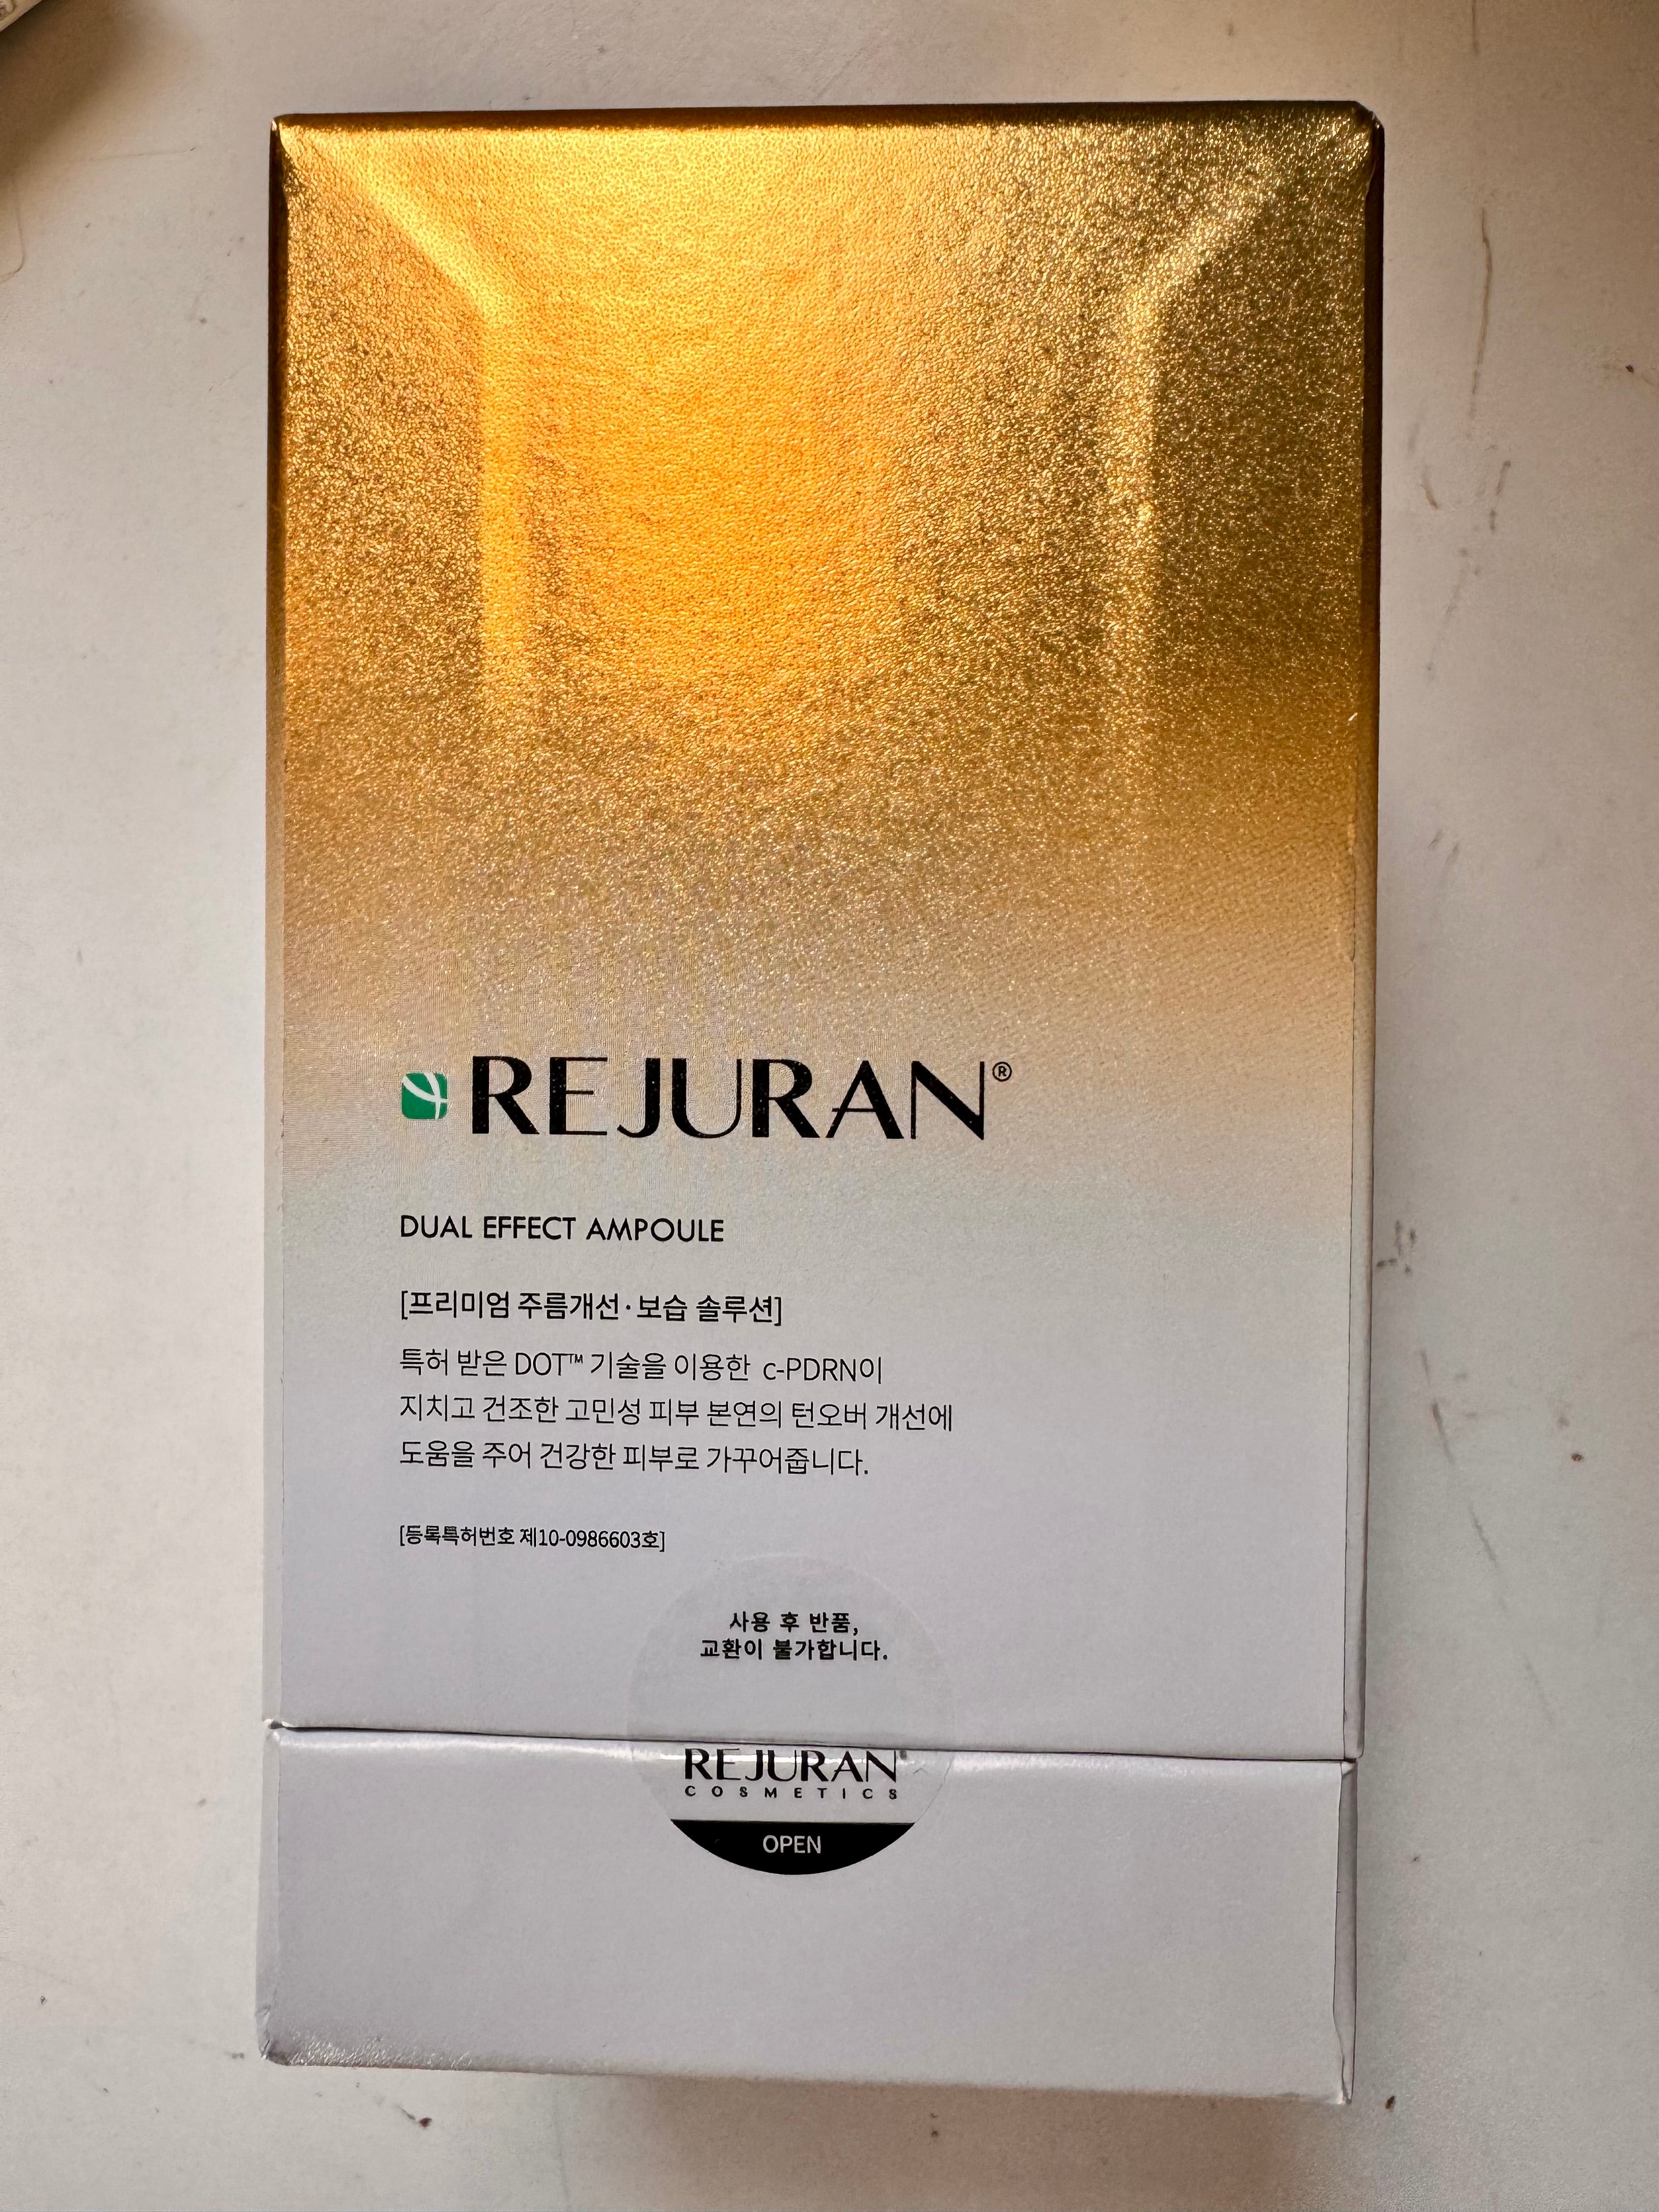 REJURAN®
DUAL EFFECT AMPOULE
[프리미엄 주름개선·보습 솔루션]
특허 받은 DOT™ 기술을 이용한 c-PDRN이
지치고 건조한 고민성 피부 본연의 턴오버 개선에
도움을 주어 건강한 피부로 가꾸어줍니다.
[등록특허번호 제10-0986603호]
사용 후 반품,
교환이 불가합니다.
REJURAN
COSMETICS
OPEN